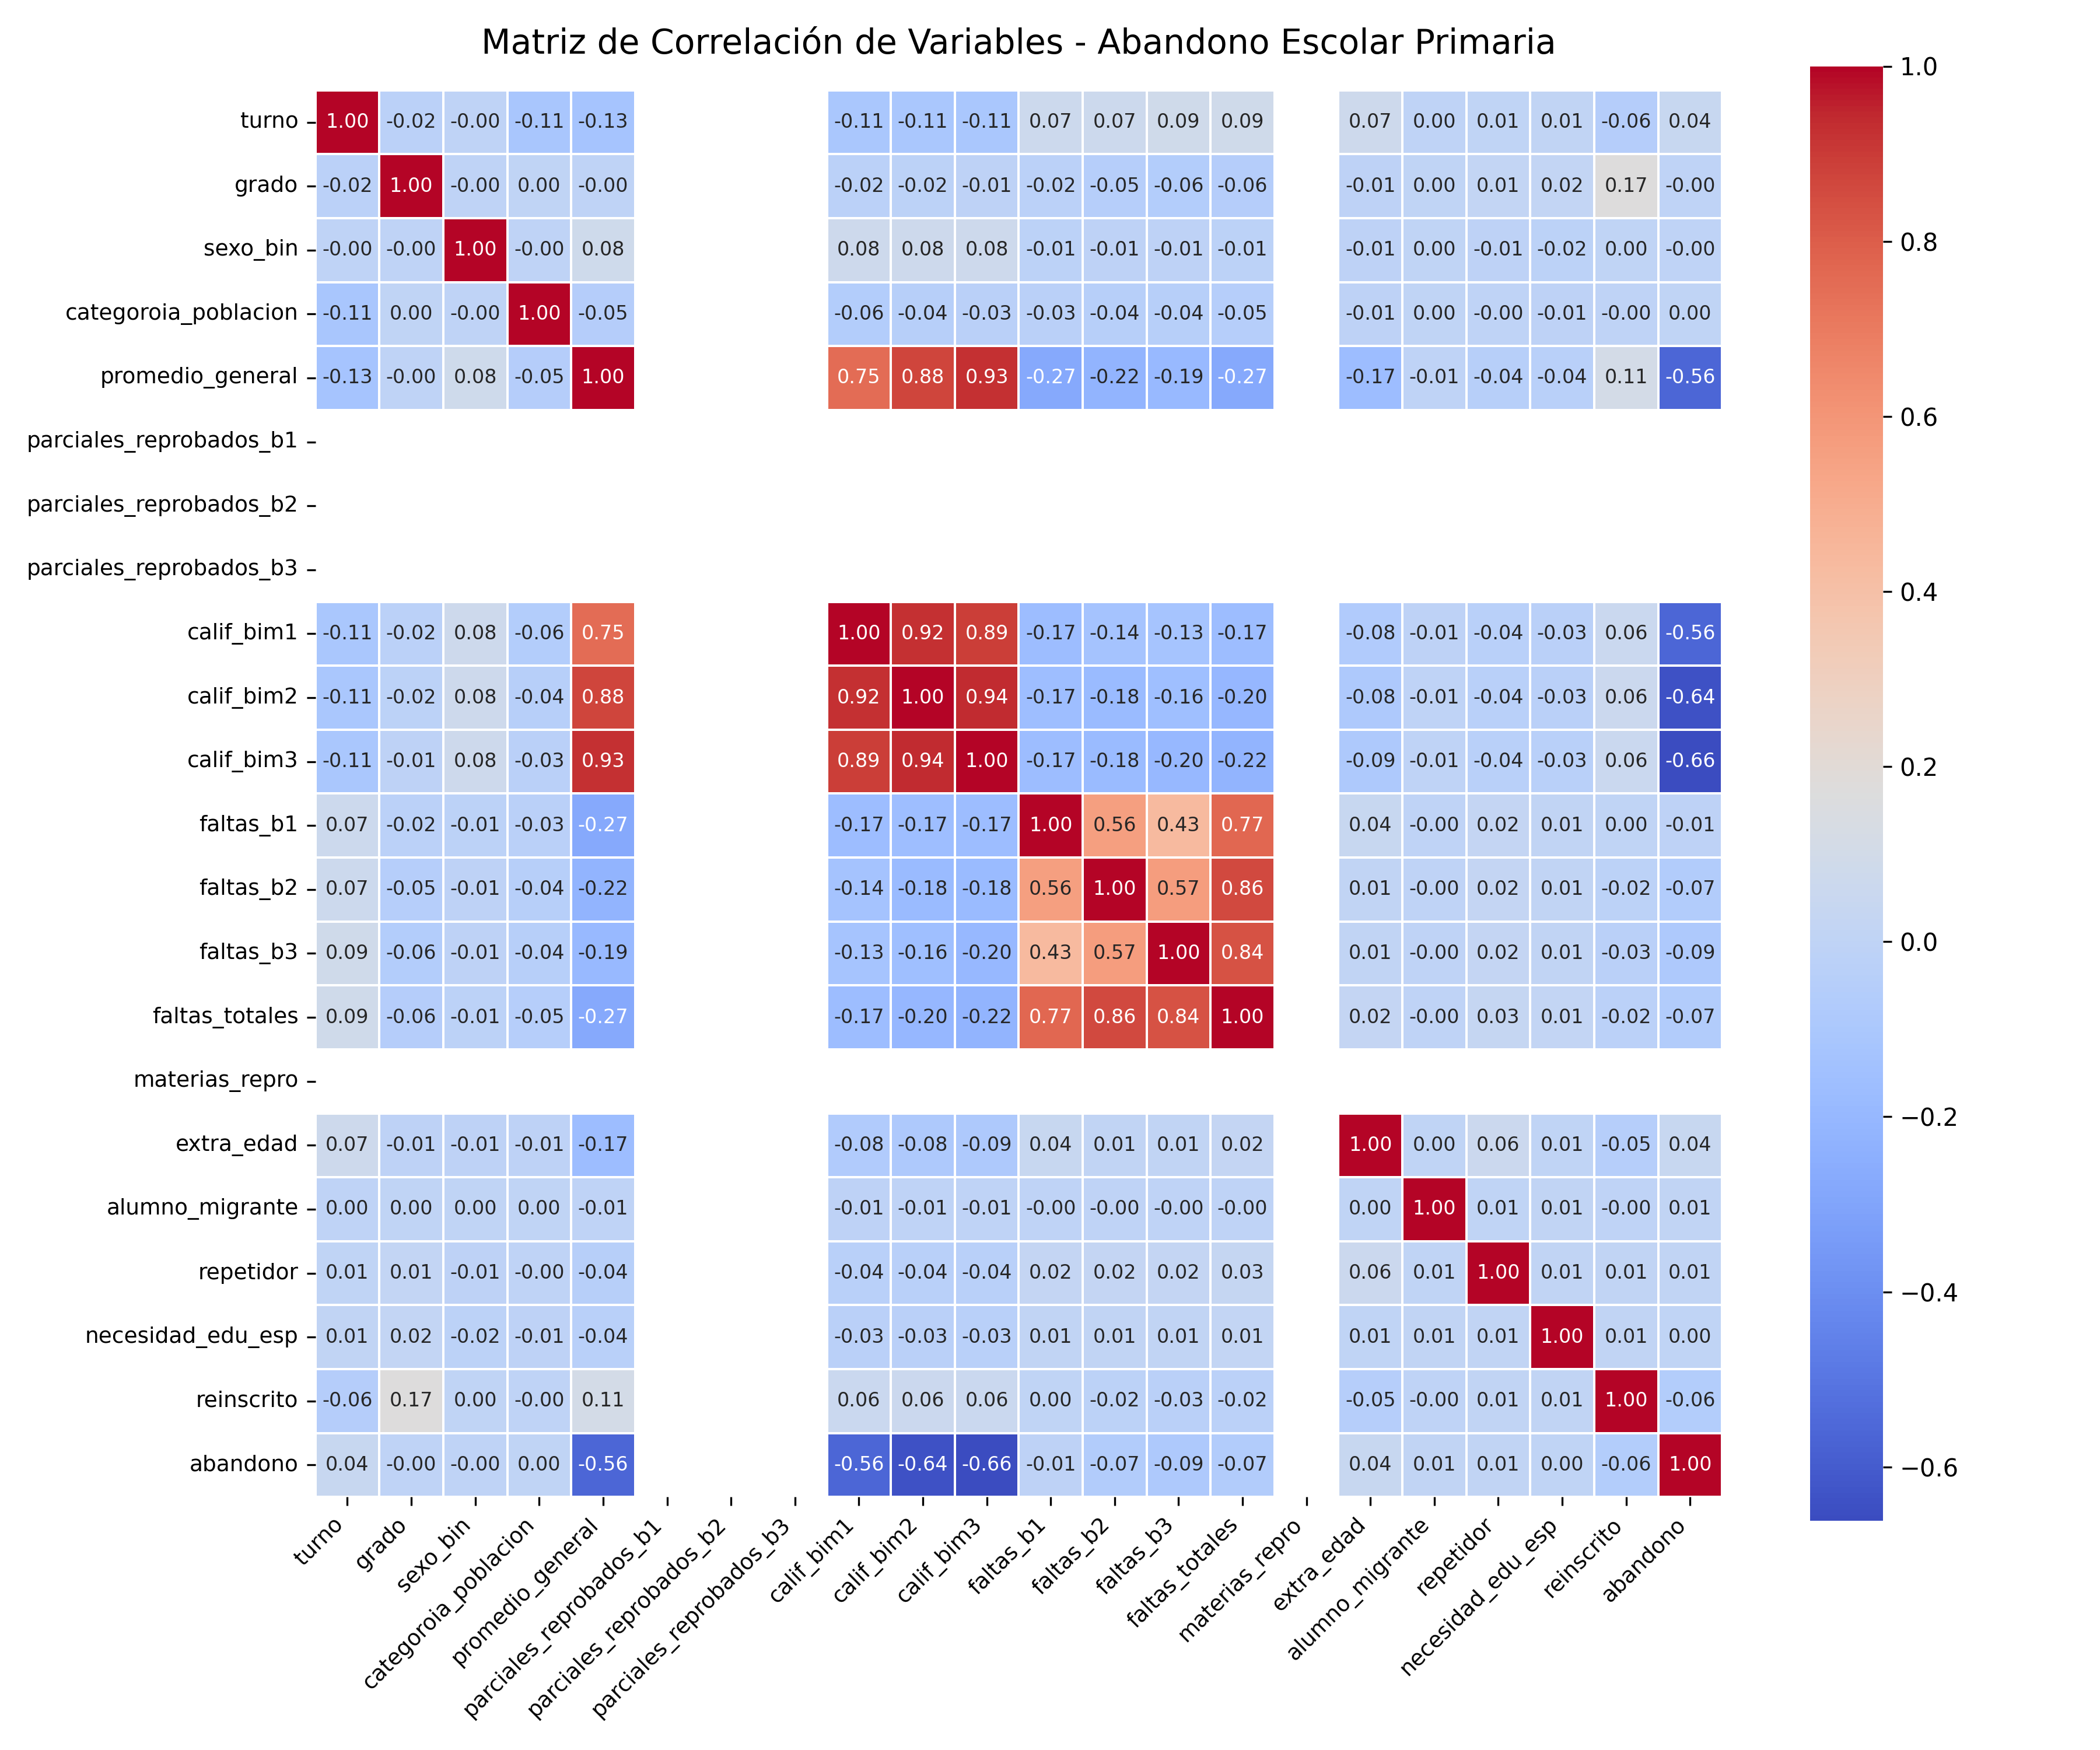 Matriz de Correlación de Variables - Abandono Escolar Primaria
turno 1.00 -0.02 -0.00 -0.11 -0.13 -0.11 -0.11 -0.11 0.07 0.07 0.09 0.09 0.07 0.00 0.01 0.01 -0.06 0.04
grado -0.02 1.00 -0.00 0.00 -0.00 -0.02 -0.02 -0.01 -0.02 -0.05 -0.06 -0.06 -0.01 0.00 0.01 0.02 0.17 -0.00
sexo_bin -0.00 -0.00 1.00 -0.00 0.08 0.08 0.08 0.08 -0.01 -0.01 -0.01 -0.01 -0.01 0.00 -0.01 -0.02 0.00 -0.00
categoroia_poblacion -0.11 0.00 -0.00 1.00 -0.05 -0.06 -0.04 -0.03 -0.03 -0.04 -0.04 -0.05 -0.01 0.00 -0.00 -0.01 -0.00 0.00
promedio_general -0.13 -0.00 0.08 -0.05 1.00 0.75 0.88 0.93 -0.27 -0.22 -0.19 -0.27 -0.17 -0.01 -0.04 -0.04 0.11 -0.56
parciales_reprobados_b1
parciales_reprobados_b2
parciales_reprobados_b3
calif_bim1 -0.11 -0.02 0.08 -0.06 0.75 1.00 0.92 0.89 -0.17 -0.14 -0.13 -0.17 -0.08 -0.01 -0.04 -0.03 0.06 -0.56
calif_bim2 -0.11 -0.02 0.08 -0.04 0.88 0.92 1.00 0.94 -0.17 -0.18 -0.16 -0.20 -0.08 -0.01 -0.04 -0.03 0.06 -0.64
calif_bim3 -0.11 -0.01 0.08 -0.03 0.93 0.89 0.94 1.00 -0.17 -0.18 -0.20 -0.22 -0.09 -0.01 -0.04 -0.03 0.06 -0.66
faltas_b1 0.07 -0.02 -0.01 -0.03 -0.27 -0.17 -0.17 -0.17 1.00 0.56 0.43 0.77 0.04 -0.00 0.02 0.01 0.00 -0.01
faltas_b2 0.07 -0.05 -0.01 -0.04 -0.22 -0.14 -0.18 -0.18 0.56 1.00 0.57 0.86 0.01 -0.00 0.02 0.01 -0.02 -0.07
faltas_b3 0.09 -0.06 -0.01 -0.04 -0.19 -0.13 -0.16 -0.20 0.43 0.57 1.00 0.84 0.01 -0.00 0.02 0.01 -0.03 -0.09
faltas_totales 0.09 -0.06 -0.01 -0.05 -0.27 -0.17 -0.20 -0.22 0.77 0.86 0.84 1.00 0.02 -0.00 0.03 0.01 -0.02 -0.07
materias_repro
extra_edad 0.07 -0.01 -0.01 -0.01 -0.17 -0.08 -0.08 -0.09 0.04 0.01 0.01 0.02 1.00 0.00 0.06 0.01 -0.05 0.04
alumno_migrante 0.00 0.00 0.00 0.00 -0.01 -0.01 -0.01 -0.01 -0.00 -0.00 -0.00 -0.00 0.00 1.00 0.01 0.01 -0.00 0.01
repetidor 0.01 0.01 -0.01 -0.00 -0.04 -0.04 -0.04 -0.04 0.02 0.02 0.02 0.03 0.06 0.01 1.00 0.01 0.01 0.01
necesidad_edu_esp 0.01 0.02 -0.02 -0.01 -0.04 -0.03 -0.03 -0.03 0.01 0.01 0.01 0.01 0.01 0.01 0.01 1.00 0.01 0.00
reinscrito -0.06 0.17 0.00 -0.00 0.11 0.06 0.06 0.06 0.00 -0.02 -0.03 -0.02 -0.05 -0.00 0.01 0.01 1.00 -0.06
abandono 0.04 -0.00 -0.00 0.00 -0.56 -0.56 -0.64 -0.66 -0.01 -0.07 -0.09 -0.07 0.04 0.01 0.01 0.00 -0.06 1.00
turno
grado
sexo_bin
categoroia_poblacion
promedio_general
parciales_reprobados_b1
parciales_reprobados_b2
parciales_reprobados_b3
calif_bim1
calif_bim2
calif_bim3
faltas_b1
faltas_b2
faltas_b3
faltas_totales
materias_repro
extra_edad
alumno_migrante
repetidor
necesidad_edu_esp
reinscrito
abandono
1.0
0.8
0.6
0.4
0.2
0.0
−0.2
−0.4
−0.6